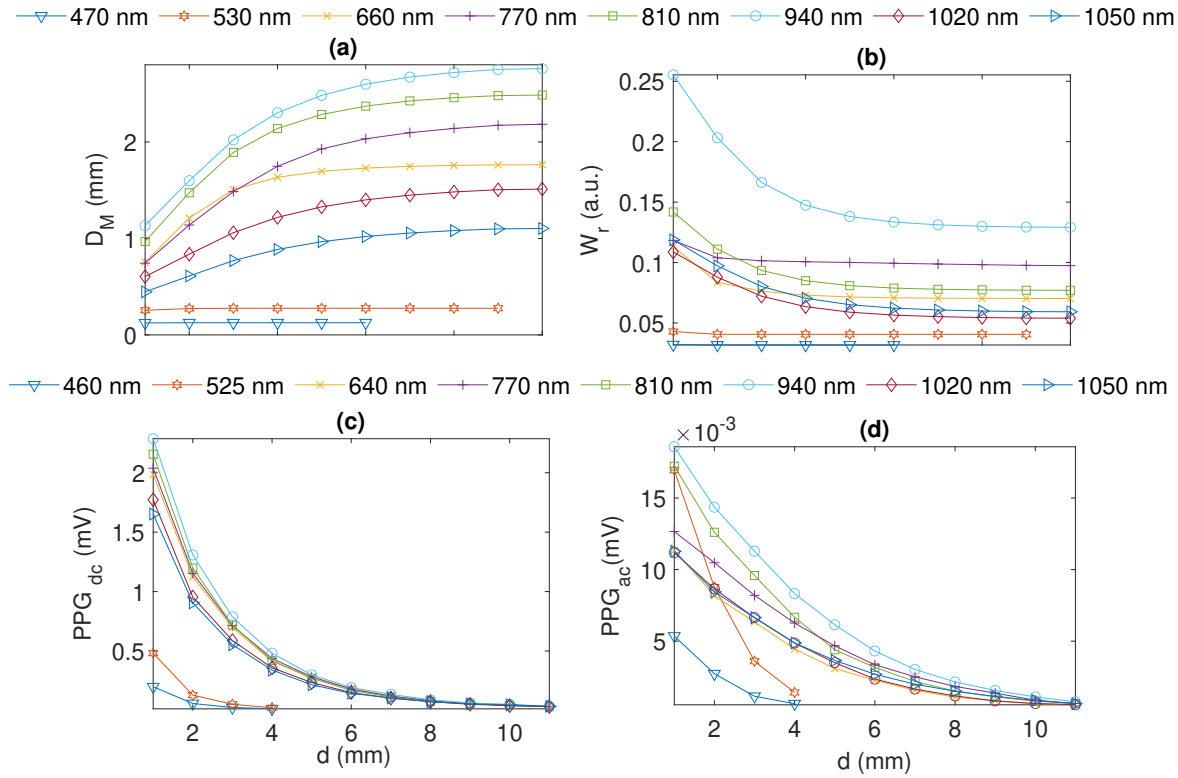 470 nm 530 nm 660 nm 770 nm 810 nm 940 nm 1020 nm 1050 nm
(a)
(b)
2
1
0
D_M (mm)
0.25
0.2
0.15
0.1
0.05
W_r (a.u.)
460 nm 525 nm 640 nm 770 nm 810 nm 940 nm 1020 nm 1050 nm
(c)
(d)
2
1.5
1
0.5
PPG_dc (mV)
2 4 6 8 10
d (mm)
× 10^-3
15
10
5
PPG_ac(mV)
2 4 6 8 10
d (mm)